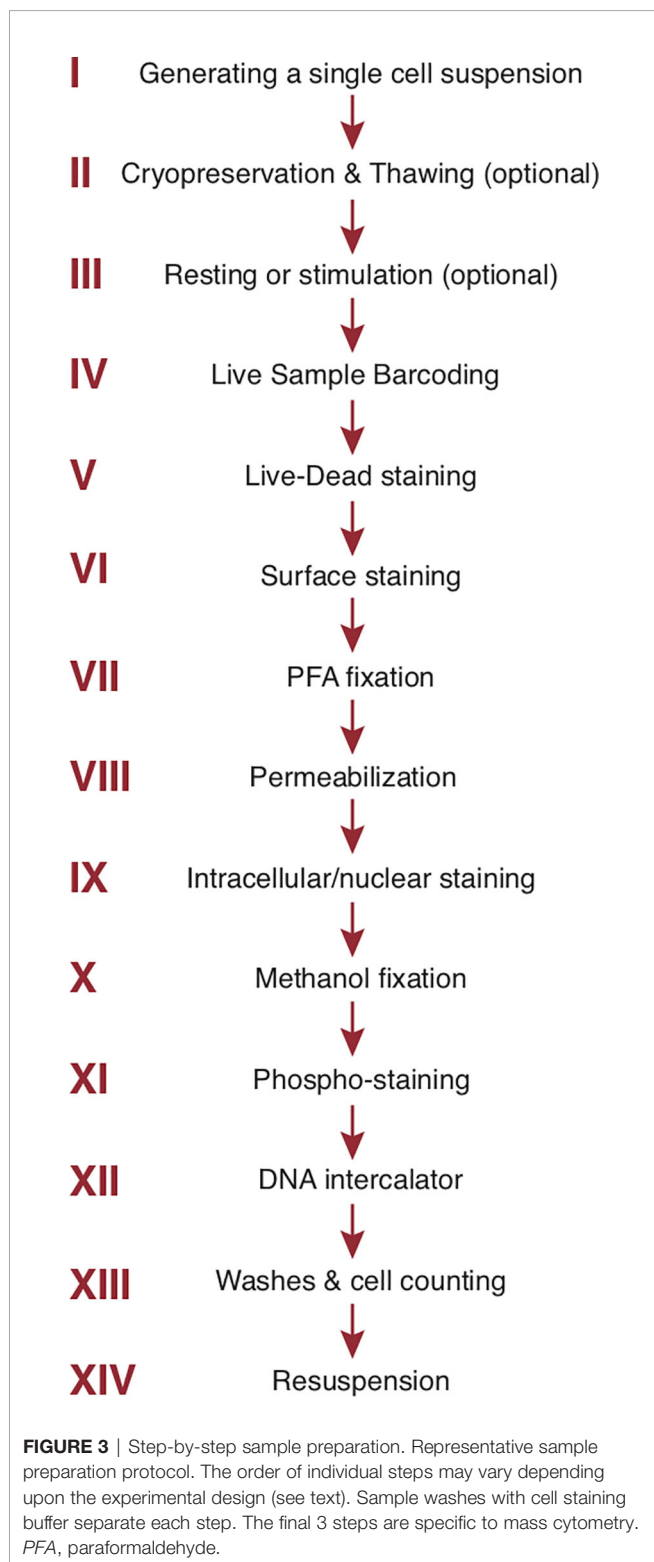 I Generating a single cell suspension
II Cryopreservation & Thawing (optional)
III Resting or stimulation (optional)
IV Live Sample Barcoding
V Live-Dead staining
VI Surface staining
VII PFA fixation
VIII Permeabilization
IX Intracellular/nuclear staining
X Methanol fixation
XI Phospho-staining
XII DNA intercalator
XIII Washes & cell counting
XIV Resuspension
FIGURE 3 | Step-by-step sample preparation. Representative sample
preparation protocol. The order of individual steps may vary depending
upon the experimental design (see text). Sample washes with cell staining
buffer separate each step. The final 3 steps are specific to mass cytometry.
PFA, paraformaldehyde.